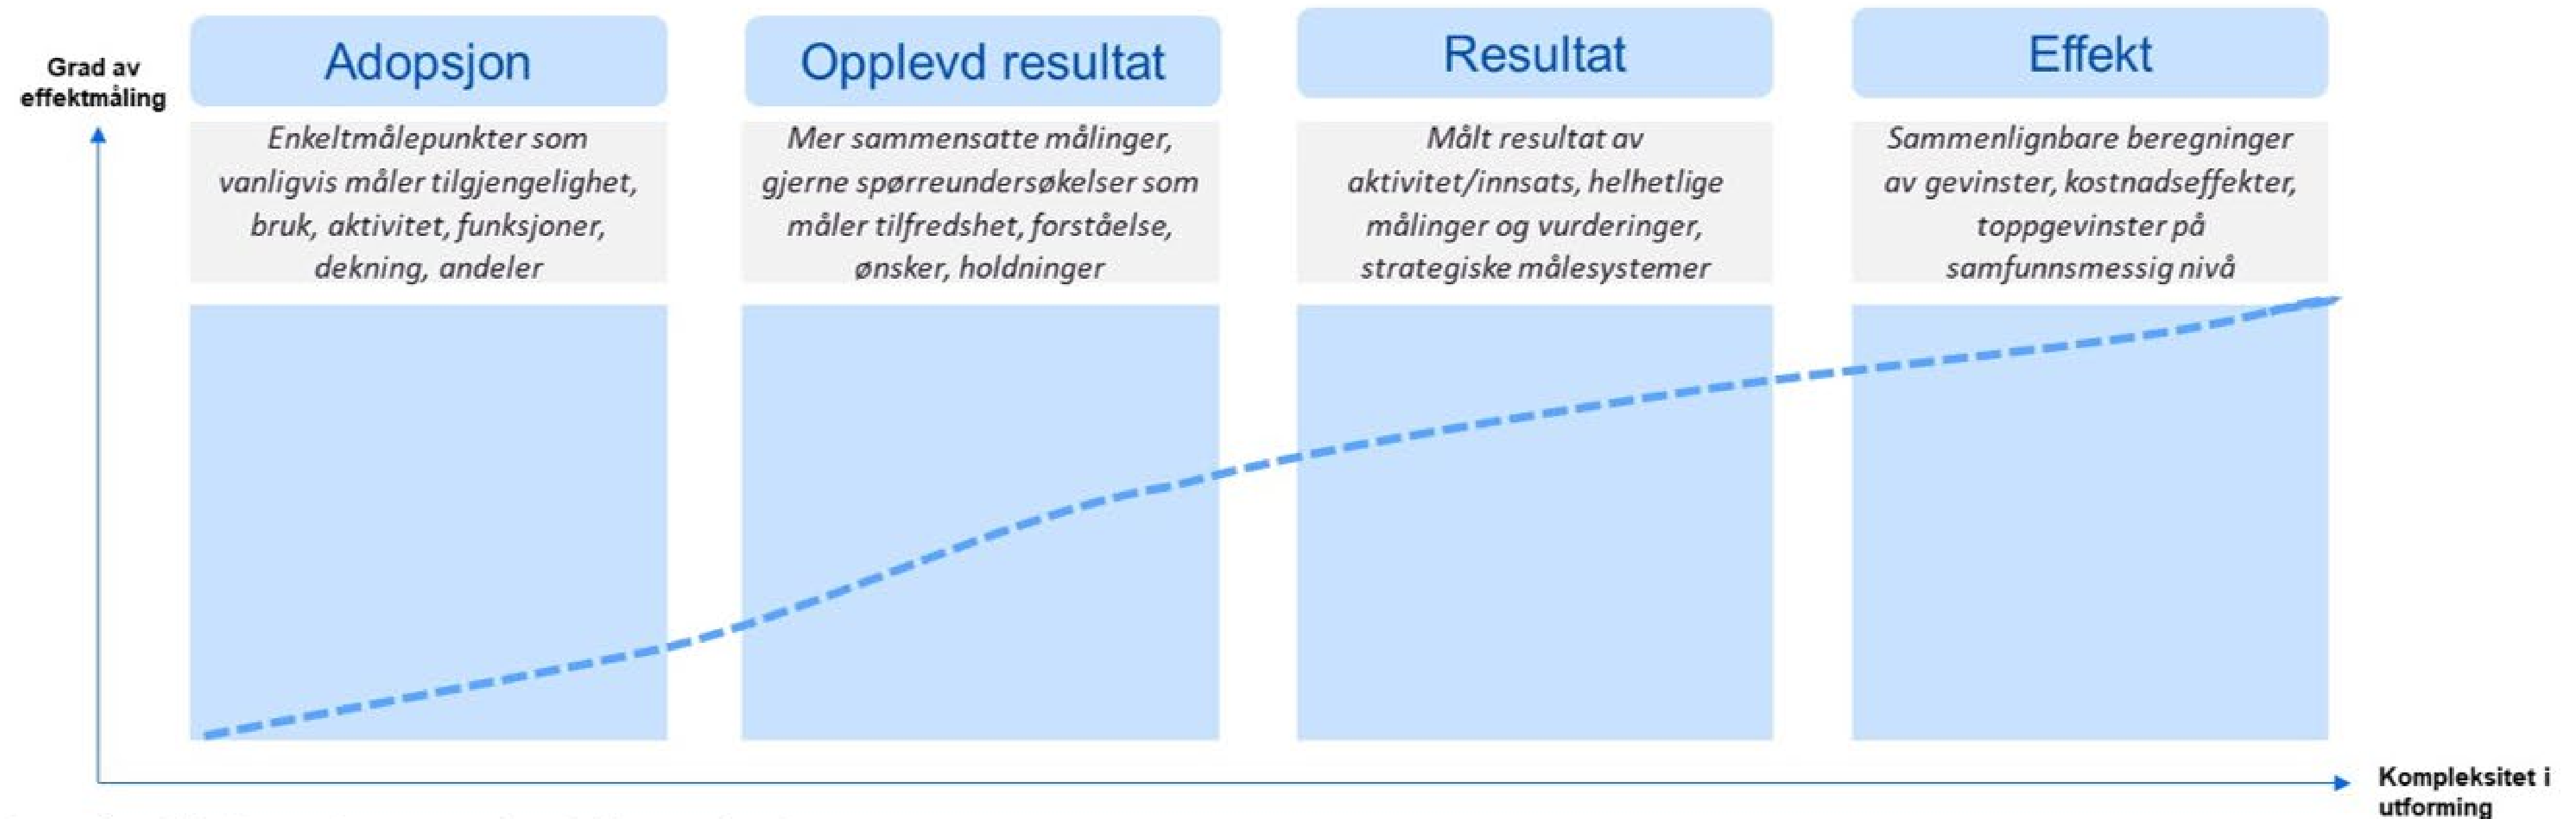 Grad av
effektmåling
Adopsjon
Enkeltmålepunkter som
vanligvis måler tilgjengelighet,
bruk, aktivitet, funksjoner,
dekning, andeler
Opplevd resultat
Mer sammensatte målinger,
gjerne spørreundersøkelser som
måler tilfredshet, forståelse,
ønsker, holdninger
Resultat
Målt resultat av
aktivitet/innsats, helhetlige
målinger og vurderinger,
strategiske målesystemer
Effekt
Sammenlignbare beregninger
av gevinster, kostnadseffekter,
toppgevinster på
samfunnsmessig nivå
Kompleksitet i
utforming